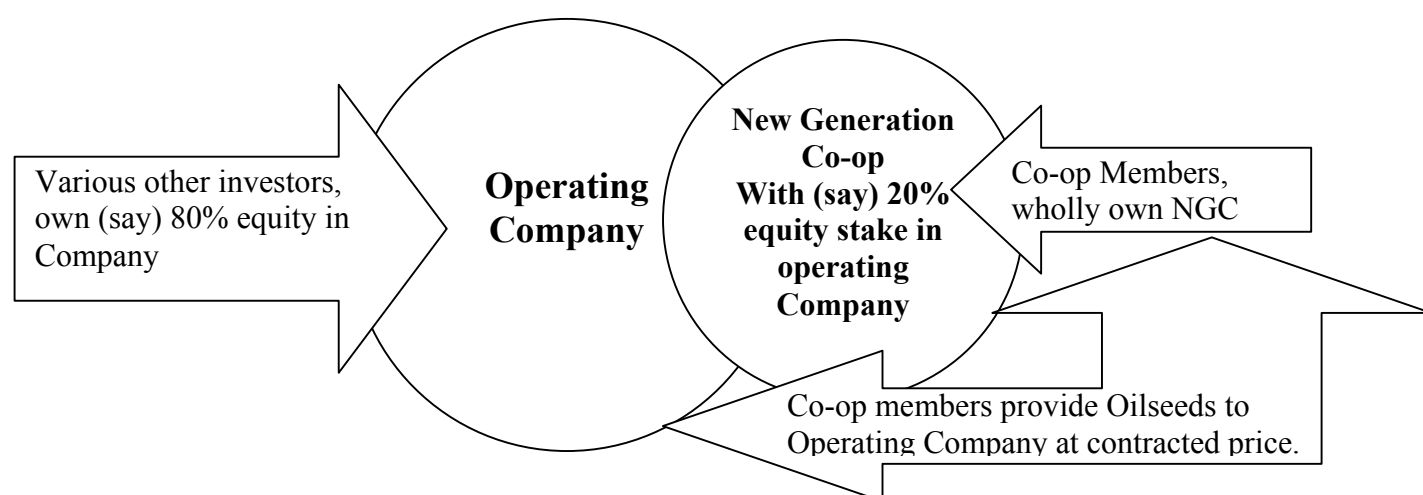 Various other investors,
own (say) 80% equity in
Company
Operating
Company
New Generation
Co-op
With (say) 20%
equity stake in
operating
Company
Co-op Members,
wholly own NGC
Co-op members provide Oilseeds to
Operating Company at contracted price.